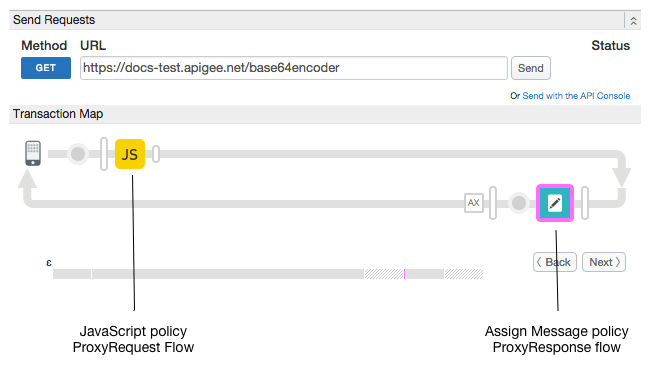 Send Requests
Method URL Status
GET https://docs-test.apigee.net/base64encoder Send
Or Send with the API Console
Transaction Map
JS
AX
ε
Back Next
JavaScript policy
ProxyRequest Flow
Assign Message policy
ProxyResponse flow